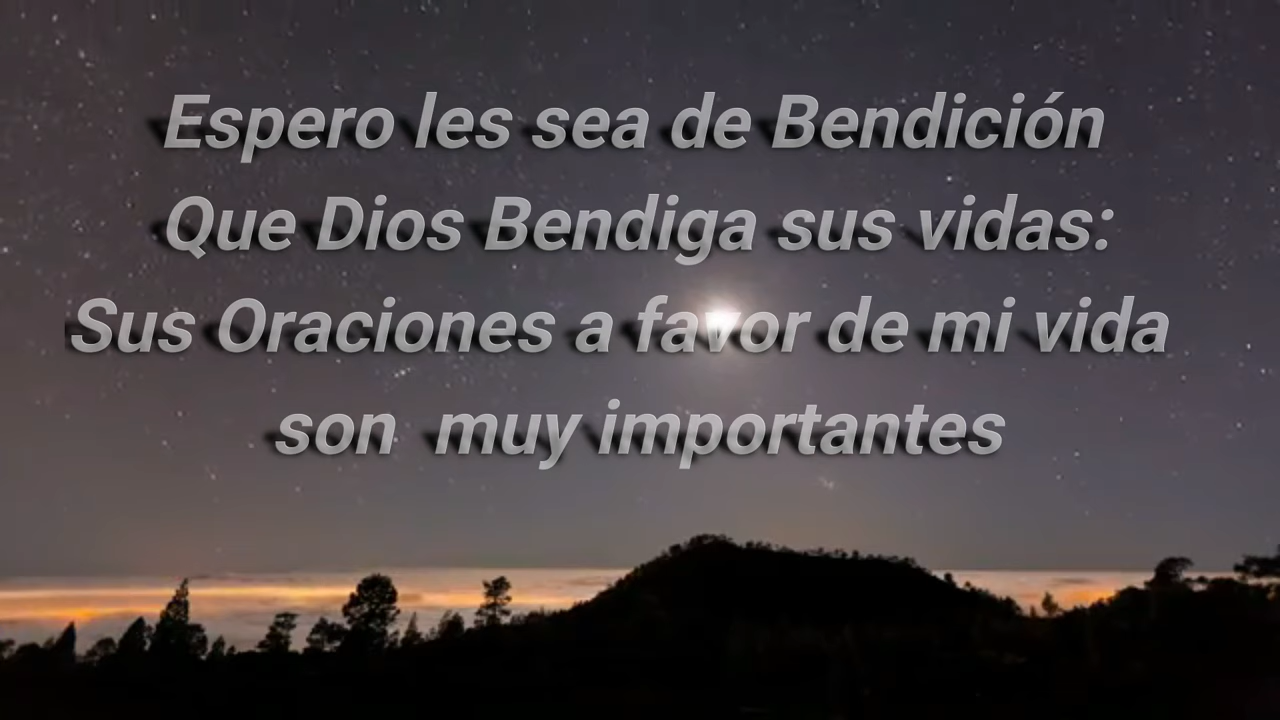 Espero les sea de Bendición
Que Dios Bendiga sus vidas:
Sus Oraciones a favor de mi vida
son muy importantes